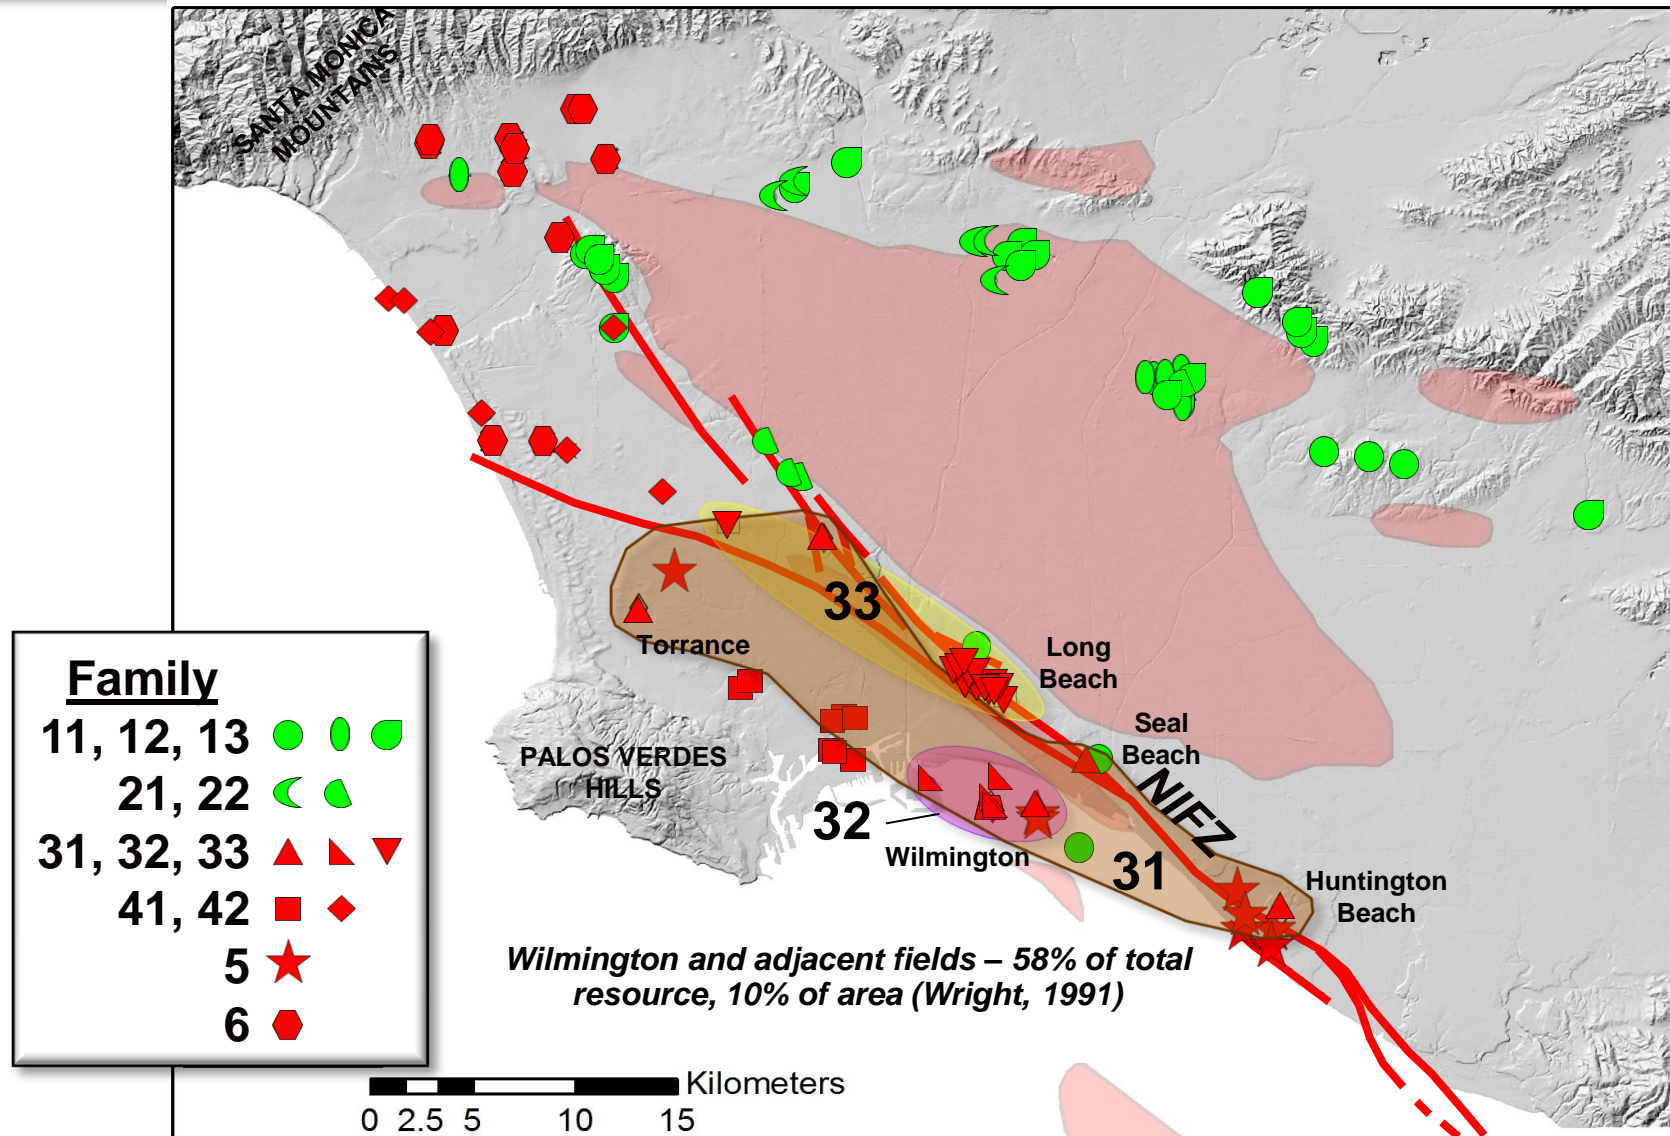 SANTA MONICA
MOUNTAINS
33
Torrance
Long
Beach
Seal
Beach
NIFZ
PALOS VERDES
HILLS
32
Wilmington
31
Huntington
Beach
Wilmington and adjacent fields – 58% of total
resource, 10% of area (Wright, 1991)
Family
11, 12, 13
21, 22
31, 32, 33
41, 42
5
6
Kilometers
0 2.5 5 10 15